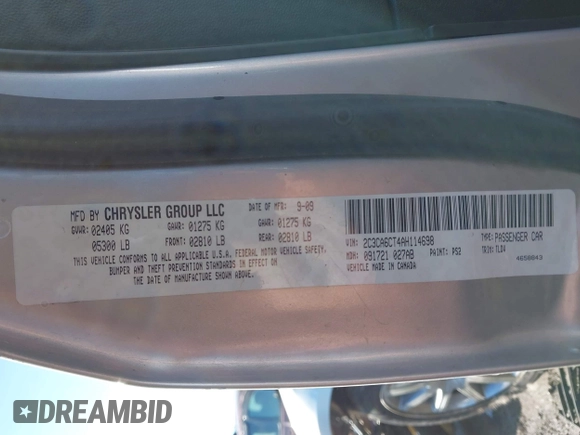 MFD BY CHRYSLER GROUP LLC DATE OF MFG: 9-09
GVWR: 02405 KG GAWR: 01275 KG GAWR: 01275 KG
05300 LB FRONT: 02810 LB REAR: 02810 LB
THIS VEHICLE CONFORMS TO ALL APPLICABLE U.S.A. FEDERAL MOTOR VEHICLE SAFETY,
BUMPER AND THEFT PREVENTION STANDARDS IN EFFECT ON
THE DATE OF MANUFACTURE SHOWN ABOVE.
VIN: 2C3CA6CT4AH114698 TYPE: PASSENGER CAR
MDH: 091721 027AB PAINT: PS2 TRIM: TLDV
VEHICLE MADE IN CANADA 4658843
DREAMBID